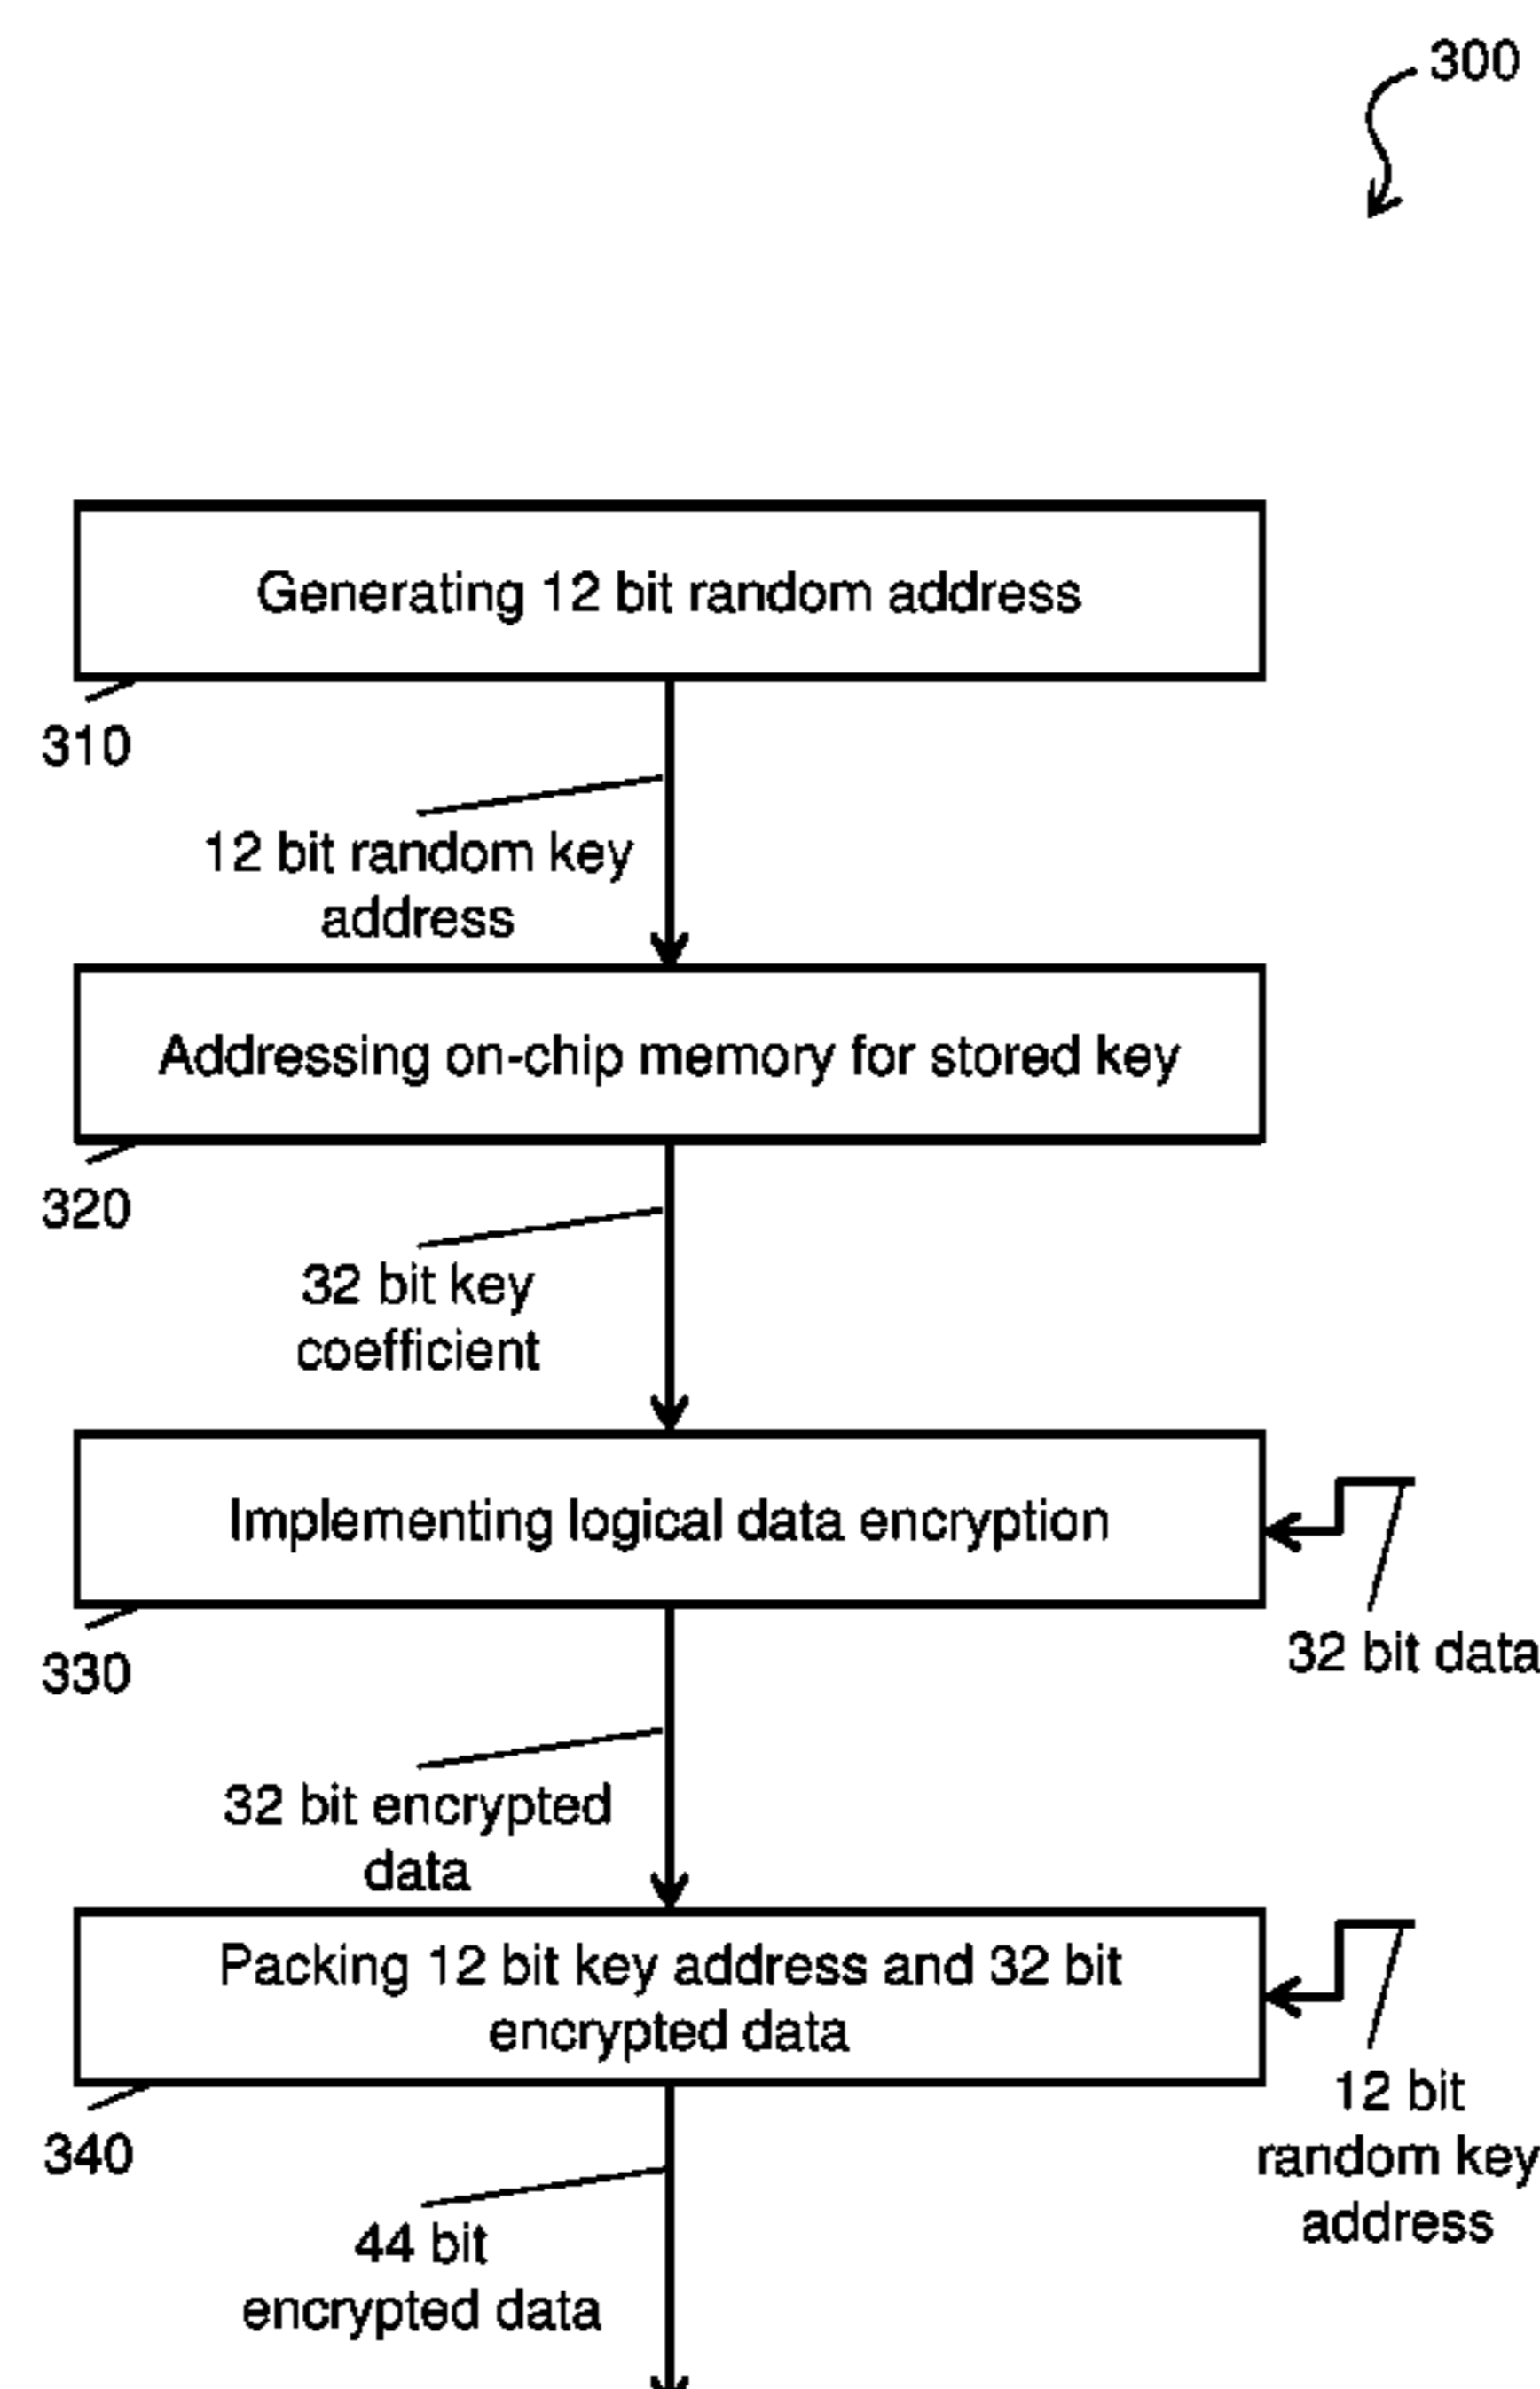 300
Generating 12 bit random address
310
12 bit random key
address
Addressing on-chip memory for stored key
320
32 bit key
coefficient
Implementing logical data encryption
330
32 bit data
32 bit encrypted
data
Packing 12 bit key address and 32 bit
encrypted data
340
12 bit
random key
address
44 bit
encrypted data